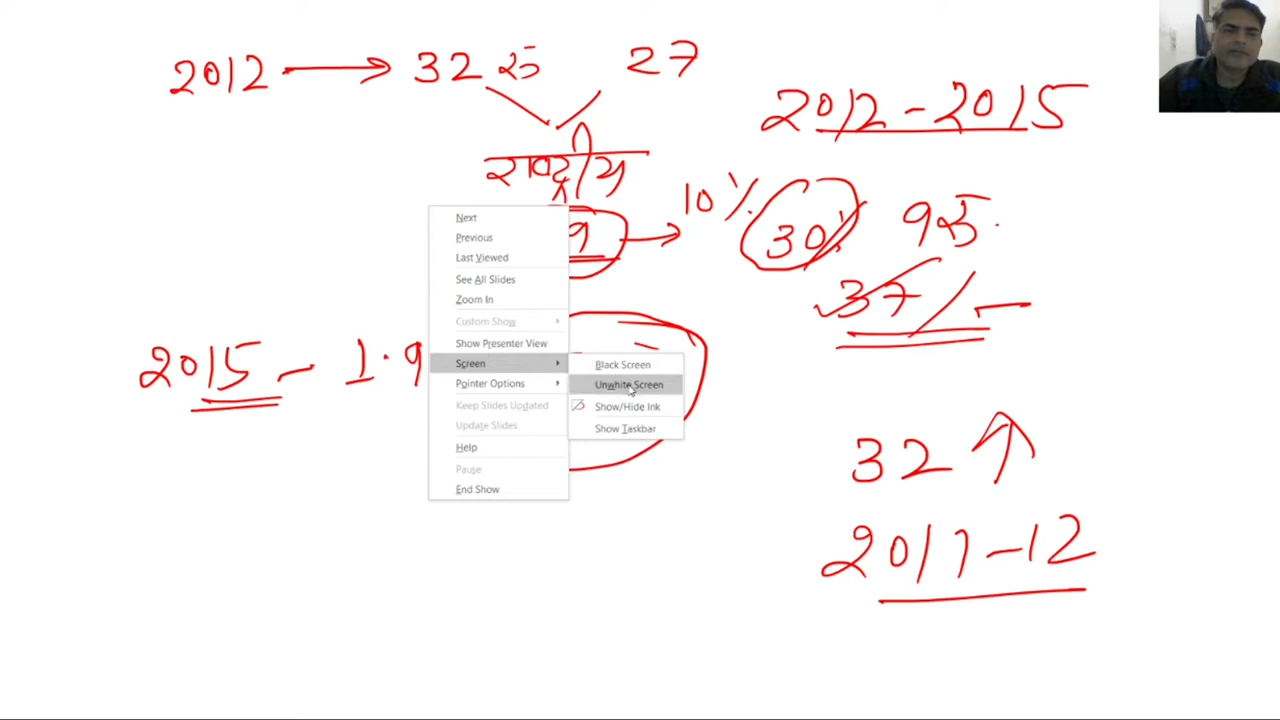 2012 → 32 25 27
2012 - 2015
राष्ट्रीय
9 → 10% 30% 95
37/-
2015 - 1.9
32 ↑
2011-12
Next
Previous
Last Viewed
See All Slides
Zoom In
Custom Show
Show Presenter View
Screen
Pointer Options
Keep Slides Updated
Update Slides
Help
Pause
End Show
Black Screen
Unwhite Screen
Show/Hide Ink
Show Taskbar